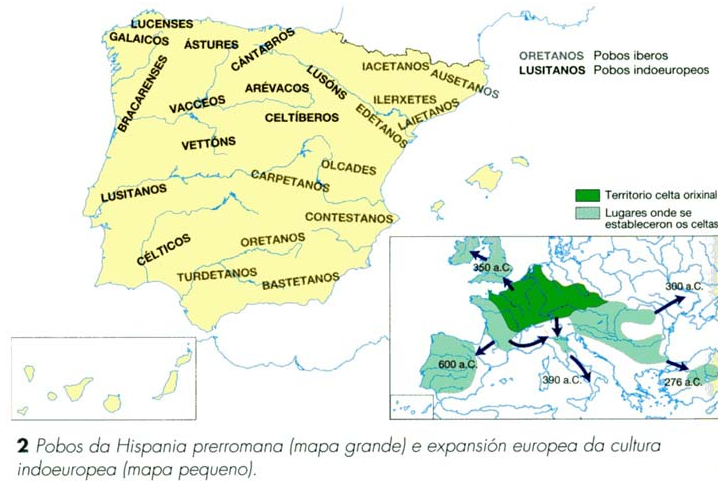 LUCENSES
GALAICOS
ÁSTURES
CÁNTABROS
BRACARENSES
VACCEOS
ARÉVACOS
LUSÓNS
IACETANOS
AUSETANOS
ILERXETES
LAIETANOS
EDETANOS
CELTÍBEROS
VETTÓNS
OLCADES
CARPETANOS
LUSITANOS
CONTESTANOS
CÉLTICOS
ORETANOS
TURDETANOS
BASTETANOS
ORETANOS Pobos iberos
LUSITANOS Pobos indoeuropeos
Territorio celta orixinal
Lugares onde se
estableceron os celtas
350 a.C.
300 a.C.
600 a.C.
390 a.C.
276 a.C.
2 Pobos da Hispania prerromana (mapa grande) e expansión europea da cultura
indoeuropea (mapa pequeno).